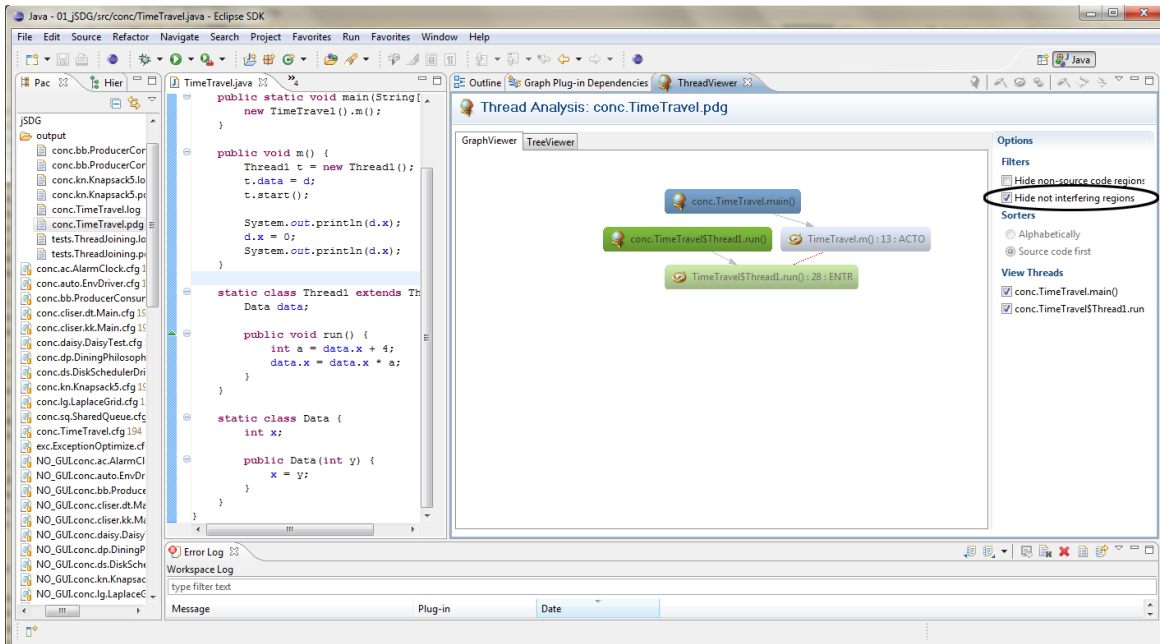 Java - 01_jSDG/src/conc/TimeTravel.java - Eclipse SDK
File Edit Source Refactor Navigate Search Project Favorites Run Favorites Window Help
Java
Pac
Hier
TimeTravel.java
4
Outline
Graph Plug-in Dependencies
ThreadViewer
jSDG
output
conc.bb.ProducerCor
conc.bb.ProducerCor
conc.kn.Knapsack5.lo
conc.kn.Knapsack5.pc
conc.TimeTravel.log
conc.TimeTravel.pdg
tests.ThreadJoining.lo
tests.ThreadJoining.p
conc.ac.AlarmClock.cfg 1
conc.auto.EnvDriver.cfg 1
conc.bb.ProducerConsur
conc.cliser.dt.Main.cfg 19
conc.cliser.kk.Main.cfg 19
conc.daisy.DaisyTest.cfg
conc.dp.DiningPhilosoph
conc.ds.DiskSchedulerDri
conc.kn.Knapsack5.cfg 19
conc.lg.LaplaceGrid.cfg 1
conc.sq.SharedQueue.cfg
conc.TimeTravel.cfg 194
exc.ExceptionOptimize.cf
NO_GUI.conc.ac.AlarmCl
NO_GUI.conc.auto.EnvDr
NO_GUI.conc.bb.Produce
NO_GUI.conc.cliser.dt.Ma
NO_GUI.conc.cliser.kk.Ma
NO_GUI.conc.daisy.Daisy
NO_GUI.conc.dp.DiningP
NO_GUI.conc.ds.DiskSche
NO_GUI.conc.kn.Knapsac
NO_GUI.conc.lg.LaplaceG
public static void main(String[
new TimeTravel().m();
}
public void m() {
Thread1 t = new Thread1();
t.data = d;
t.start();
System.out.println(d.x);
d.x = 0;
System.out.println(d.x);
}
static class Thread1 extends Th
Data data;
public void run() {
int a = data.x + 4;
data.x = data.x * a;
}
}
static class Data {
int x;
public Data(int y) {
x = y;
}
}
}
Thread Analysis: conc.TimeTravel.pdg
GraphViewer
TreeViewer
conc.TimeTravel.main()
conc.TimeTravel$Thread1.run()
TimeTravel.m() : 13 : ACTO
TimeTravel$Thread1.run() : 28 : ENTR
Options
Filters
Hide non-source code regions
Hide not interfering regions
Sorters
Alphabetically
Source code first
View Threads
conc.TimeTravel.main()
conc.TimeTravel$Thread1.run
Error Log
Workspace Log
type filter text
Message
Plug-in
Date